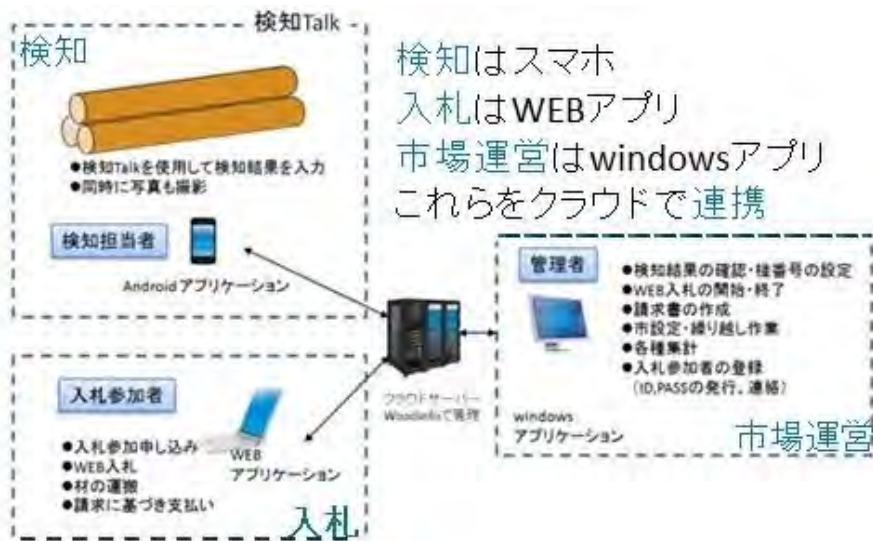 検知Talk
検知
●検知Talkを使用して検知結果を入力
●同時に写真も撮影
検知担当者
Androidアプリケーション
検知はスマホ
入札はWEBアプリ
市場運営はwindowsアプリ
これらをクラウドで連携
管理者
●検知結果の確認・椪番号の設定
●WEB入札の開始・終了
●請求書の作成
●市設定・繰り越し作業
●各種集計
●入札参加者の登録
(ID,PASSの発行、連絡)
windows
アプリケーション
市場運営
クラウドサーバー
で管理
入札参加者
●入札参加申し込み
●WEB入札
●材の運搬
●請求に基づき支払い
WEB
アプリケーション
入札